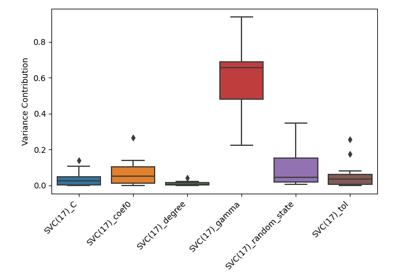 Variance Contribution
0.8
0.6
0.4
0.2
0.0
SVC(17)_C
SVC(17)_coef0
SVC(17)_degree
SVC(17)_gamma
SVC(17)_random_state
SVC(17)_tol